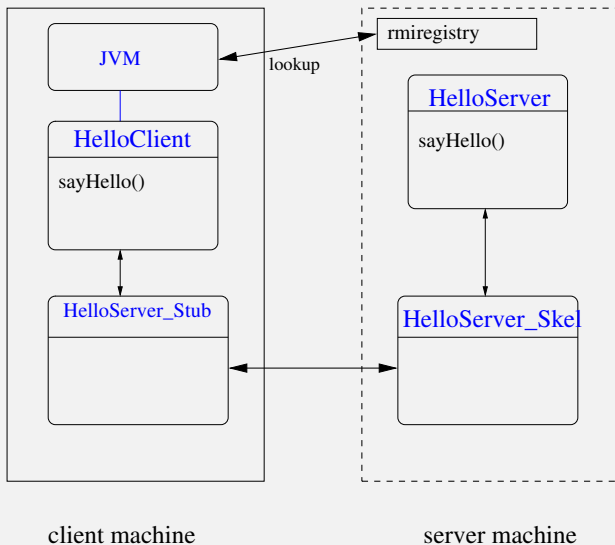 JVM
lookup
rmiregistry
HelloClient
sayHello()
HelloServer
sayHello()
HelloServer_Stub
HelloServer_Skel
client machine
server machine